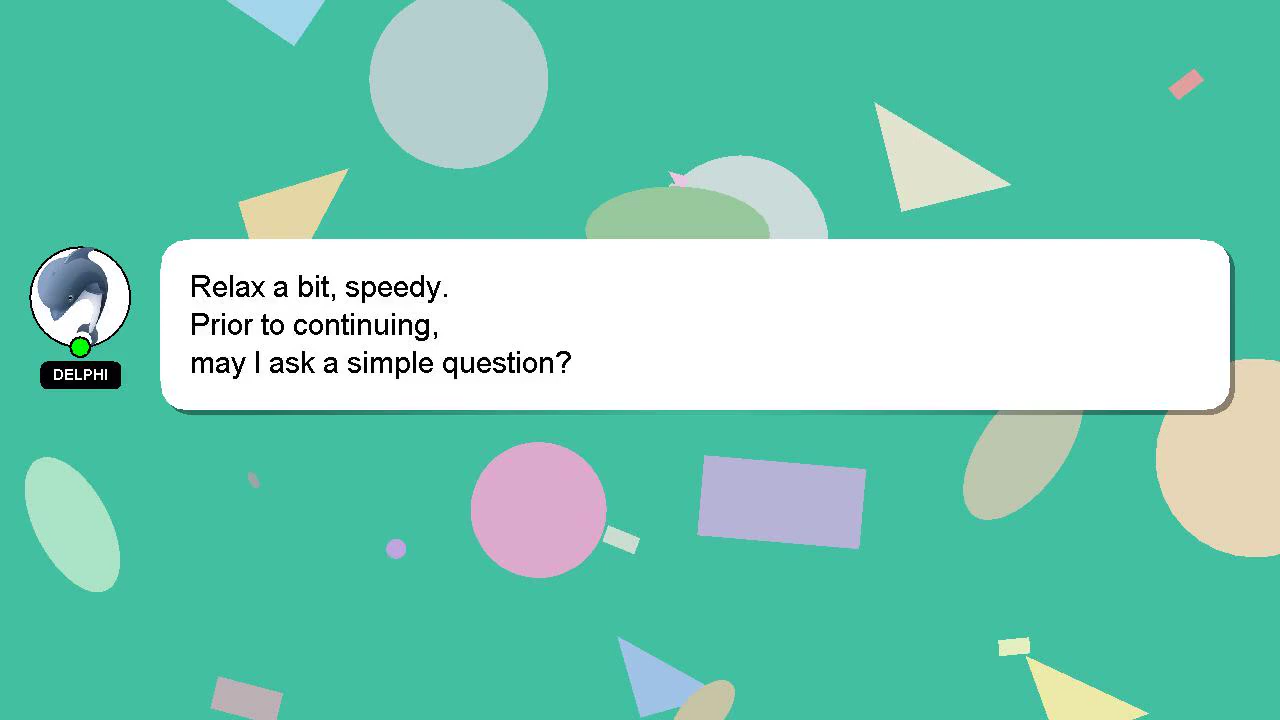 Relax a bit, speedy.
Prior to continuing,
may I ask a simple question?
DELPHI